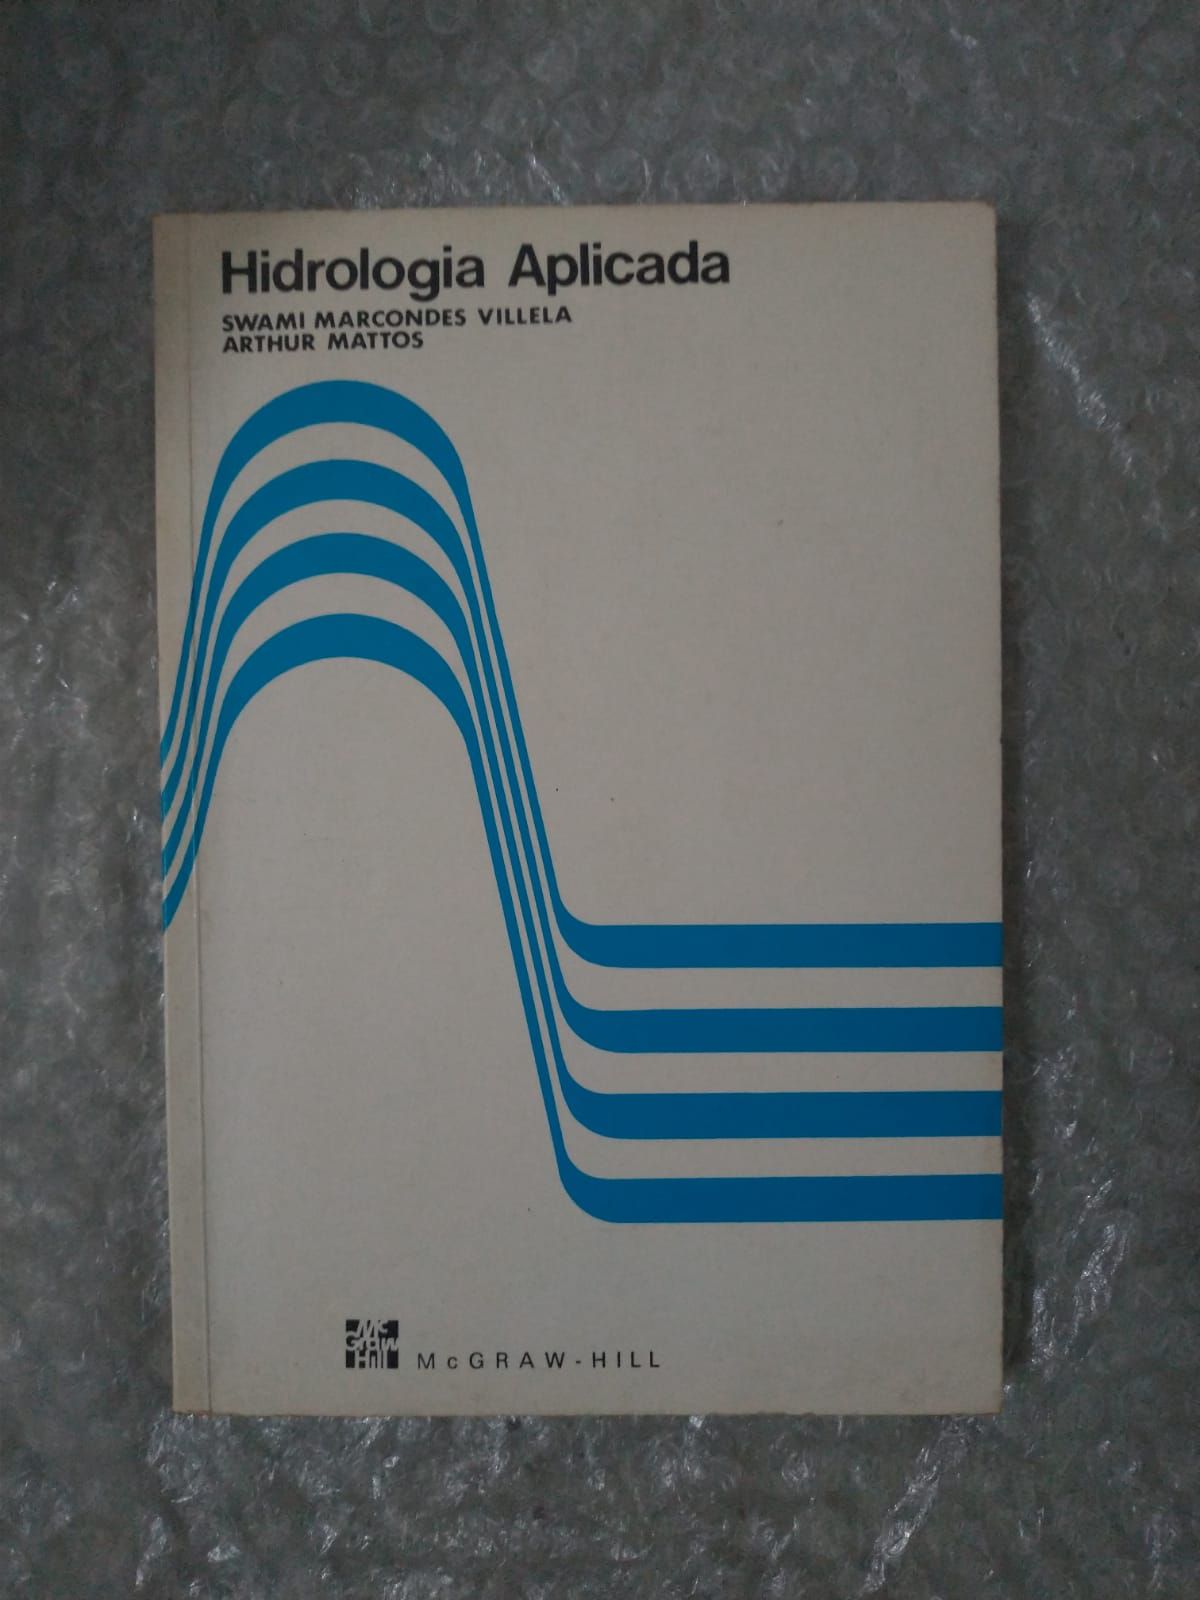 Hidrologia Aplicada
SWAMI MARCONDES VILLELA
ARTHUR MATTOS
Mc
Graw
Hill
McGRAW-HILL